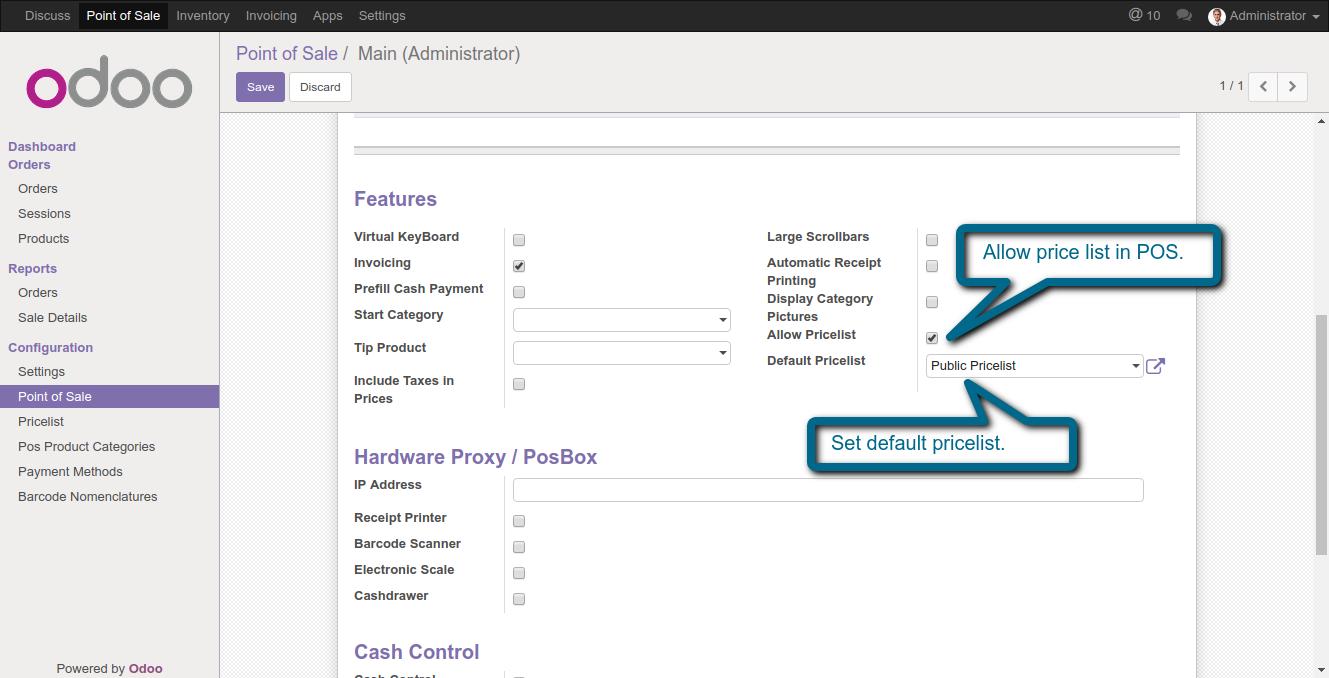 Discuss Point of Sale Inventory Invoicing Apps Settings @ 10 Administrator
odoo
Dashboard
Orders
Orders
Sessions
Products
Reports
Orders
Sale Details
Configuration
Settings
Point of Sale
Pricelist
Pos Product Categories
Payment Methods
Barcode Nomenclatures
Powered by Odoo
Point of Sale / Main (Administrator)
Save Discard 1 / 1
Features
Virtual KeyBoard
Invoicing
Prefill Cash Payment
Start Category
Tip Product
Include Taxes in
Prices
Large Scrollbars
Automatic Receipt
Printing
Display Category
Pictures
Allow Pricelist
Default Pricelist Public Pricelist
Allow price list in POS.
Set default pricelist.
Hardware Proxy / PosBox
IP Address
Receipt Printer
Barcode Scanner
Electronic Scale
Cashdrawer
Cash Control
Cash Control